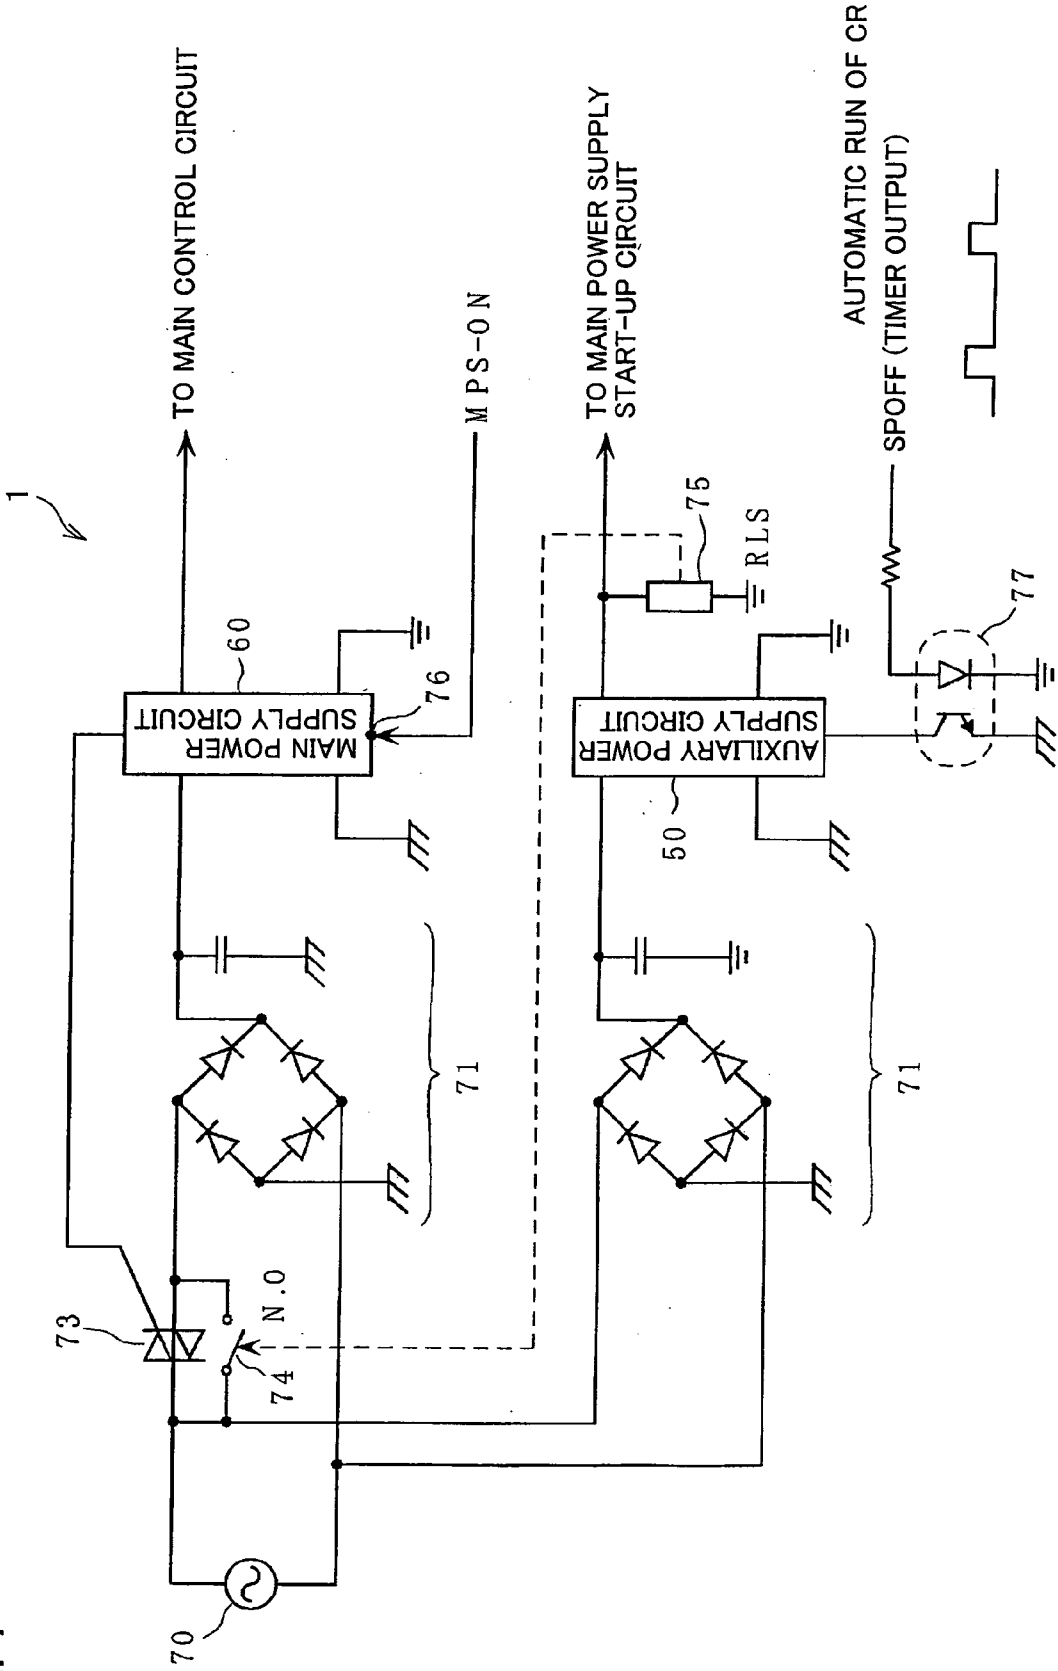 1
73
N.O
74
70
71
60
MAIN POWER
SUPPLY CIRCUIT
76
TO MAIN CONTROL CIRCUIT
MPS-ON
71
50
AUXILIARY POWER
SUPPLY CIRCUIT
75
RLS
TO MAIN POWER SUPPLY
START-UP CIRCUIT
77
AUTOMATIC RUN OF CR
SPOFF (TIMER OUTPUT)